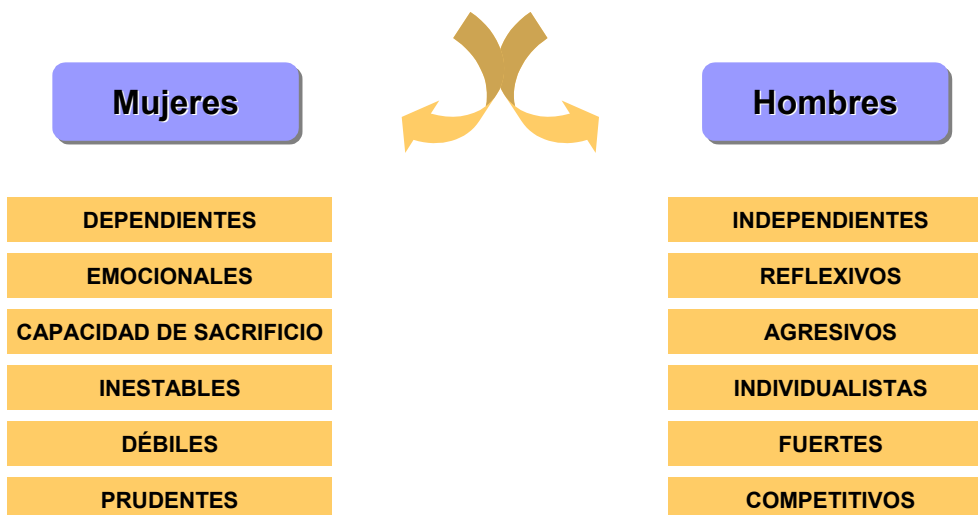 Mujeres
Hombres
DEPENDIENTES
INDEPENDIENTES
EMOCIONALES
REFLEXIVOS
CAPACIDAD DE SACRIFICIO
AGRESIVOS
INESTABLES
INDIVIDUALISTAS
DÉBILES
FUERTES
PRUDENTES
COMPETITIVOS